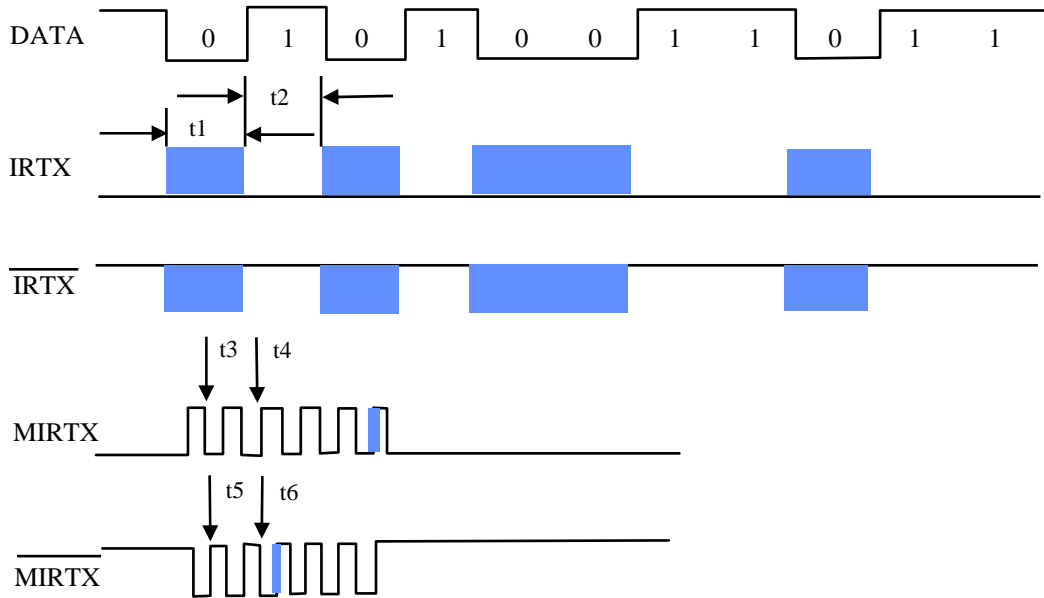 DATA 0 1 0 1 0 0 1 1 0 1 1
t2
t1
IRTX
IRTX
t3 t4
MIRTX
t5 t6
MIRTX